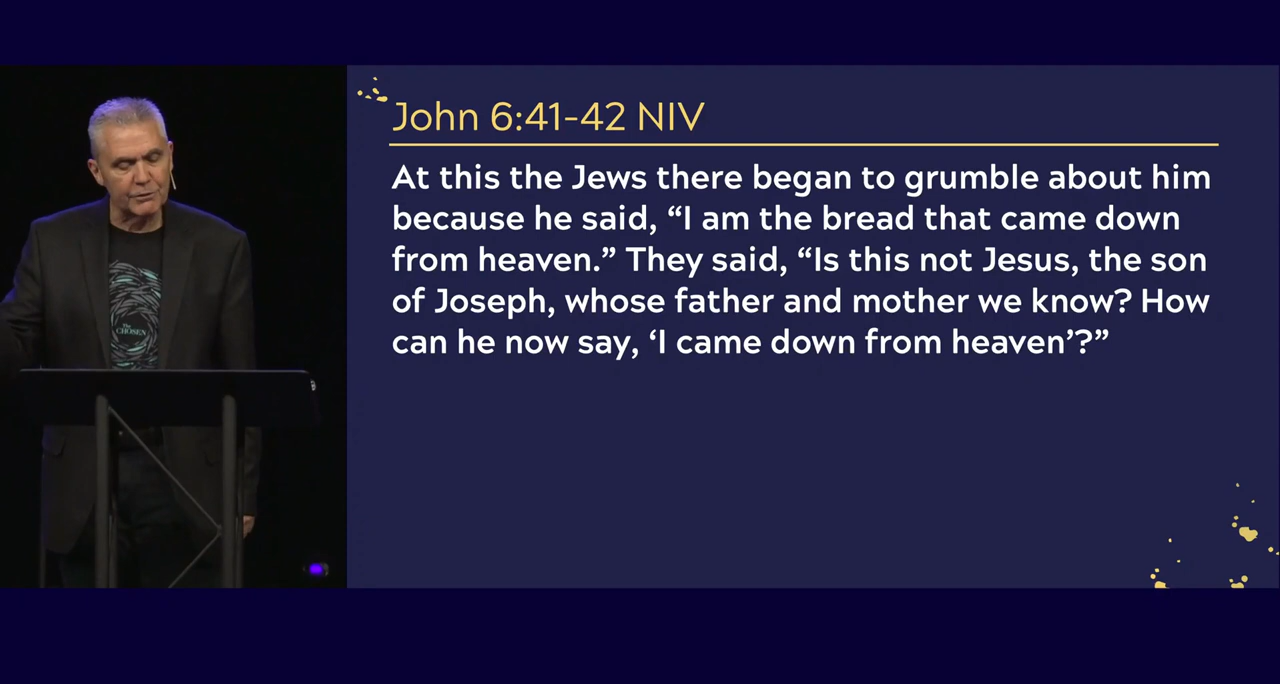 John 6:41-42 NIV
At this the Jews there began to grumble about him
because he said, “I am the bread that came down
from heaven.” They said, “Is this not Jesus, the son
of Joseph, whose father and mother we know? How
can he now say, ‘I came down from heaven’?”
The
CHOSEN